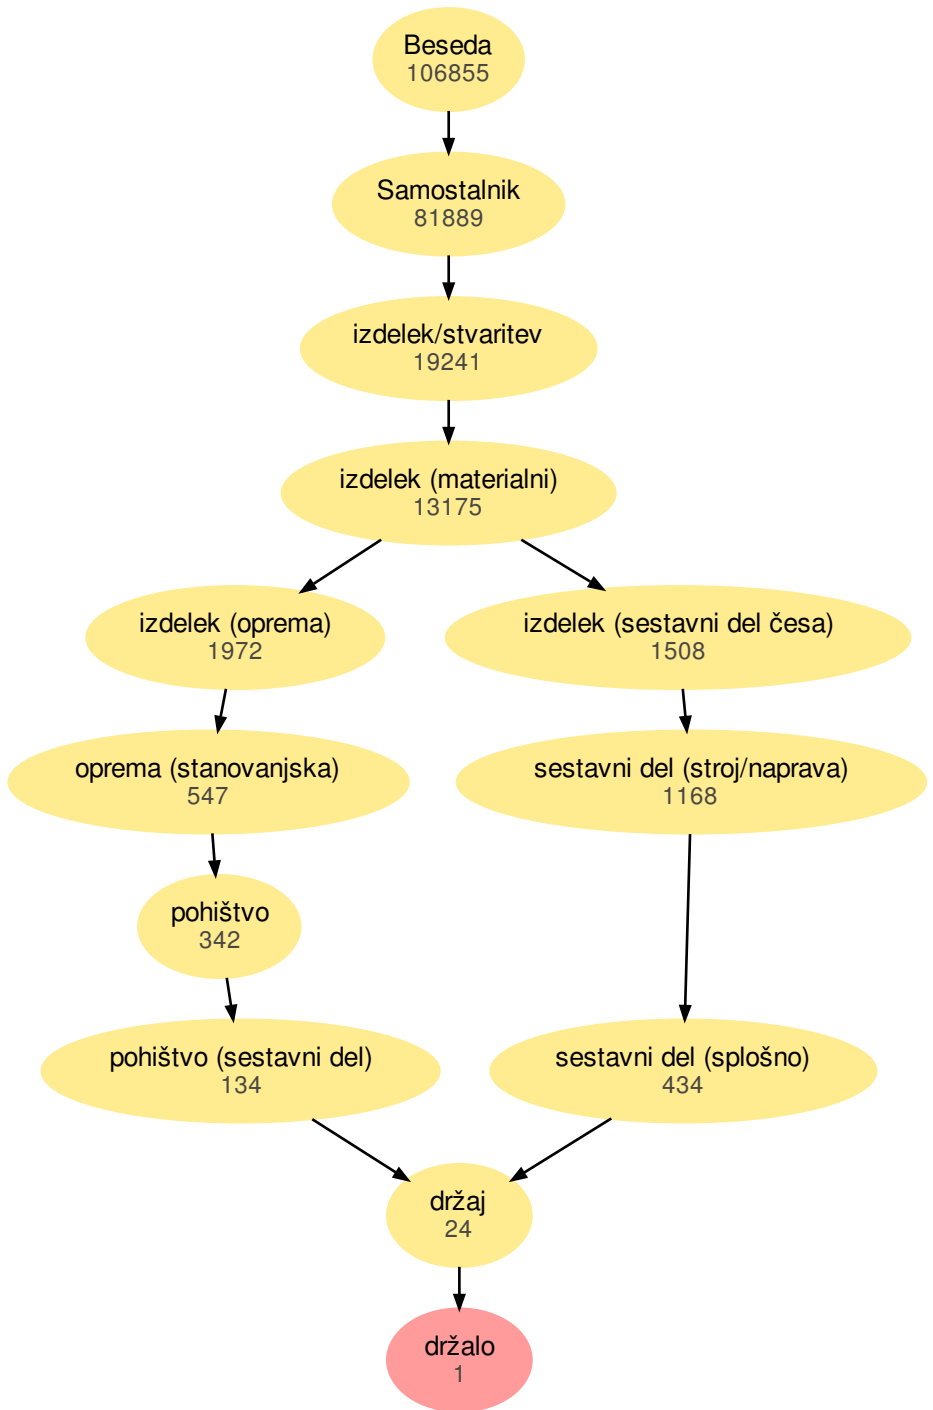 Beseda
106855
Samostalnik
81889
izdelek/stvaritev
19241
izdelek (materialni)
13175
izdelek (oprema)
1972
izdelek (sestavni del česa)
1508
oprema (stanovanjska)
547
sestavni del (stroj/naprava)
1168
pohištvo
342
pohištvo (sestavni del)
134
sestavni del (splošno)
434
držaj
24
držalo
1